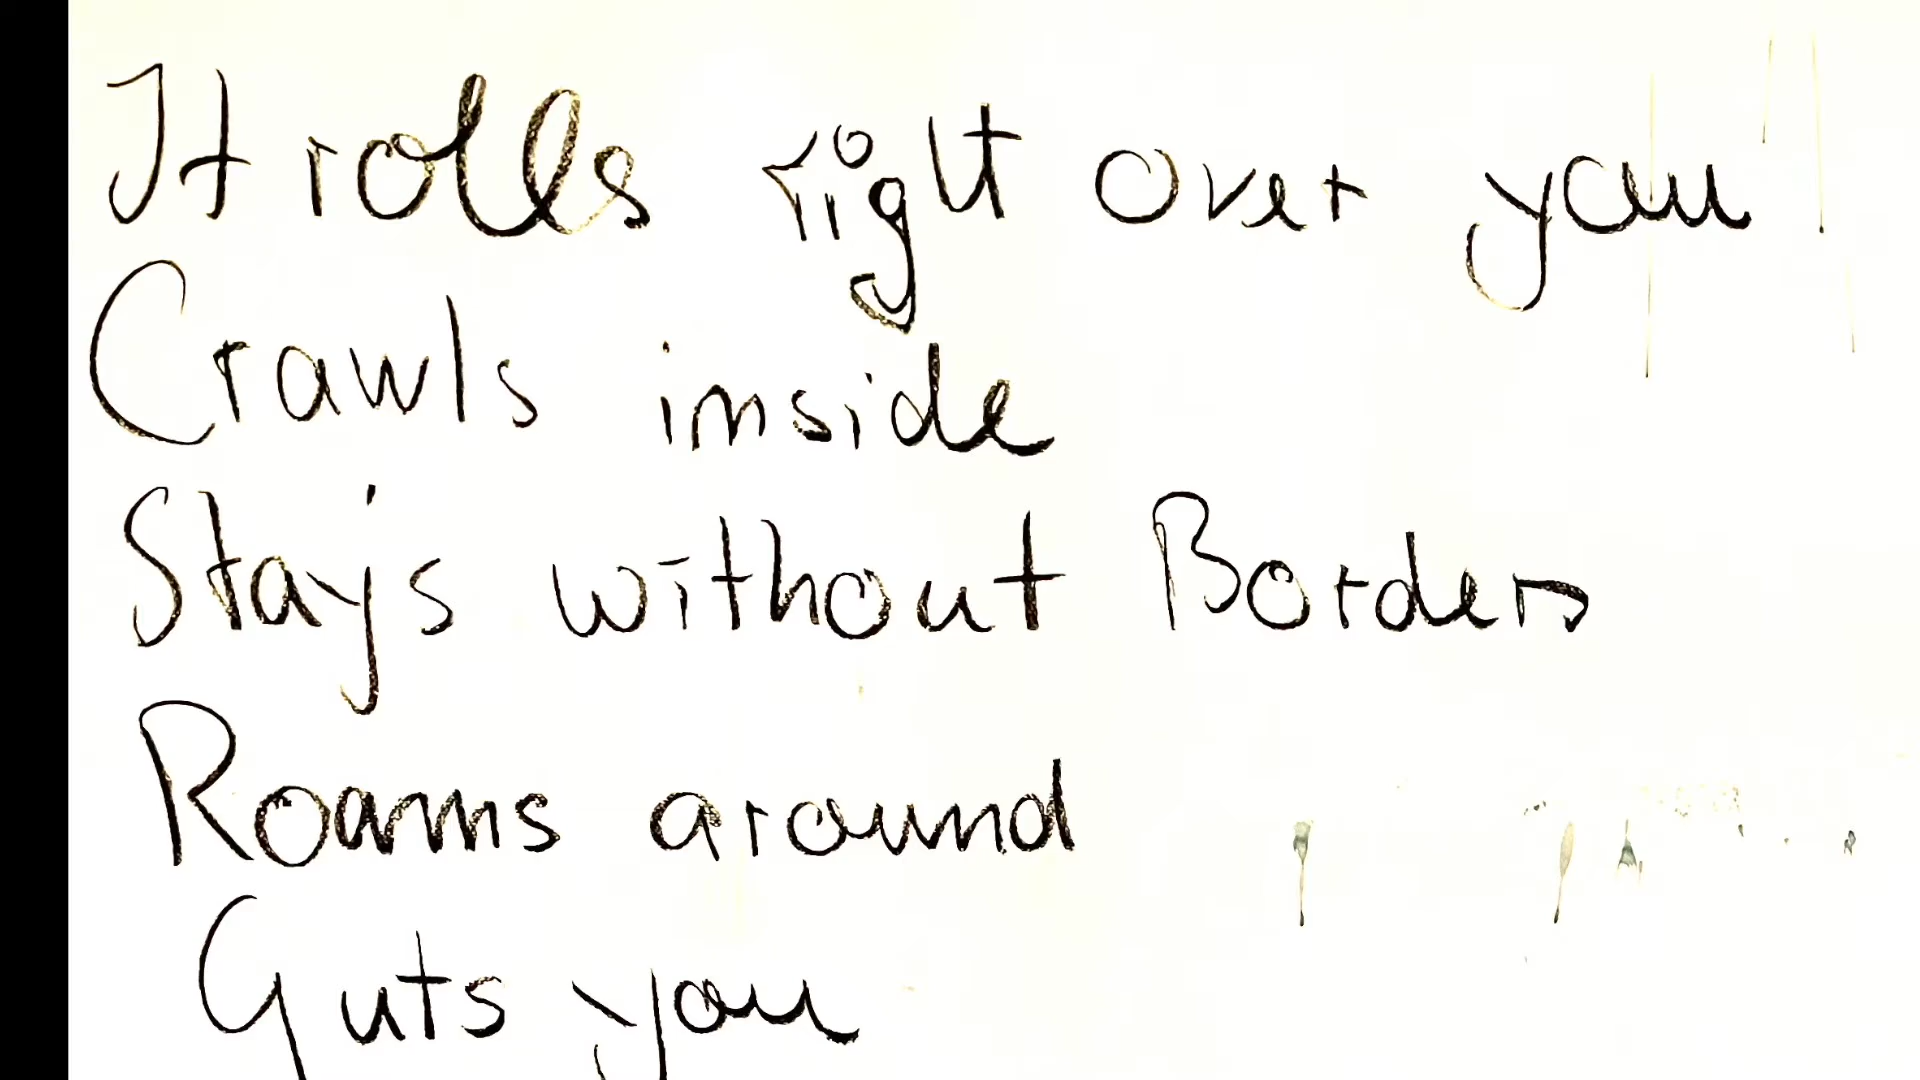 It rolls right over you
Crawls inside
Stays without Borders
Roams around
Guts you